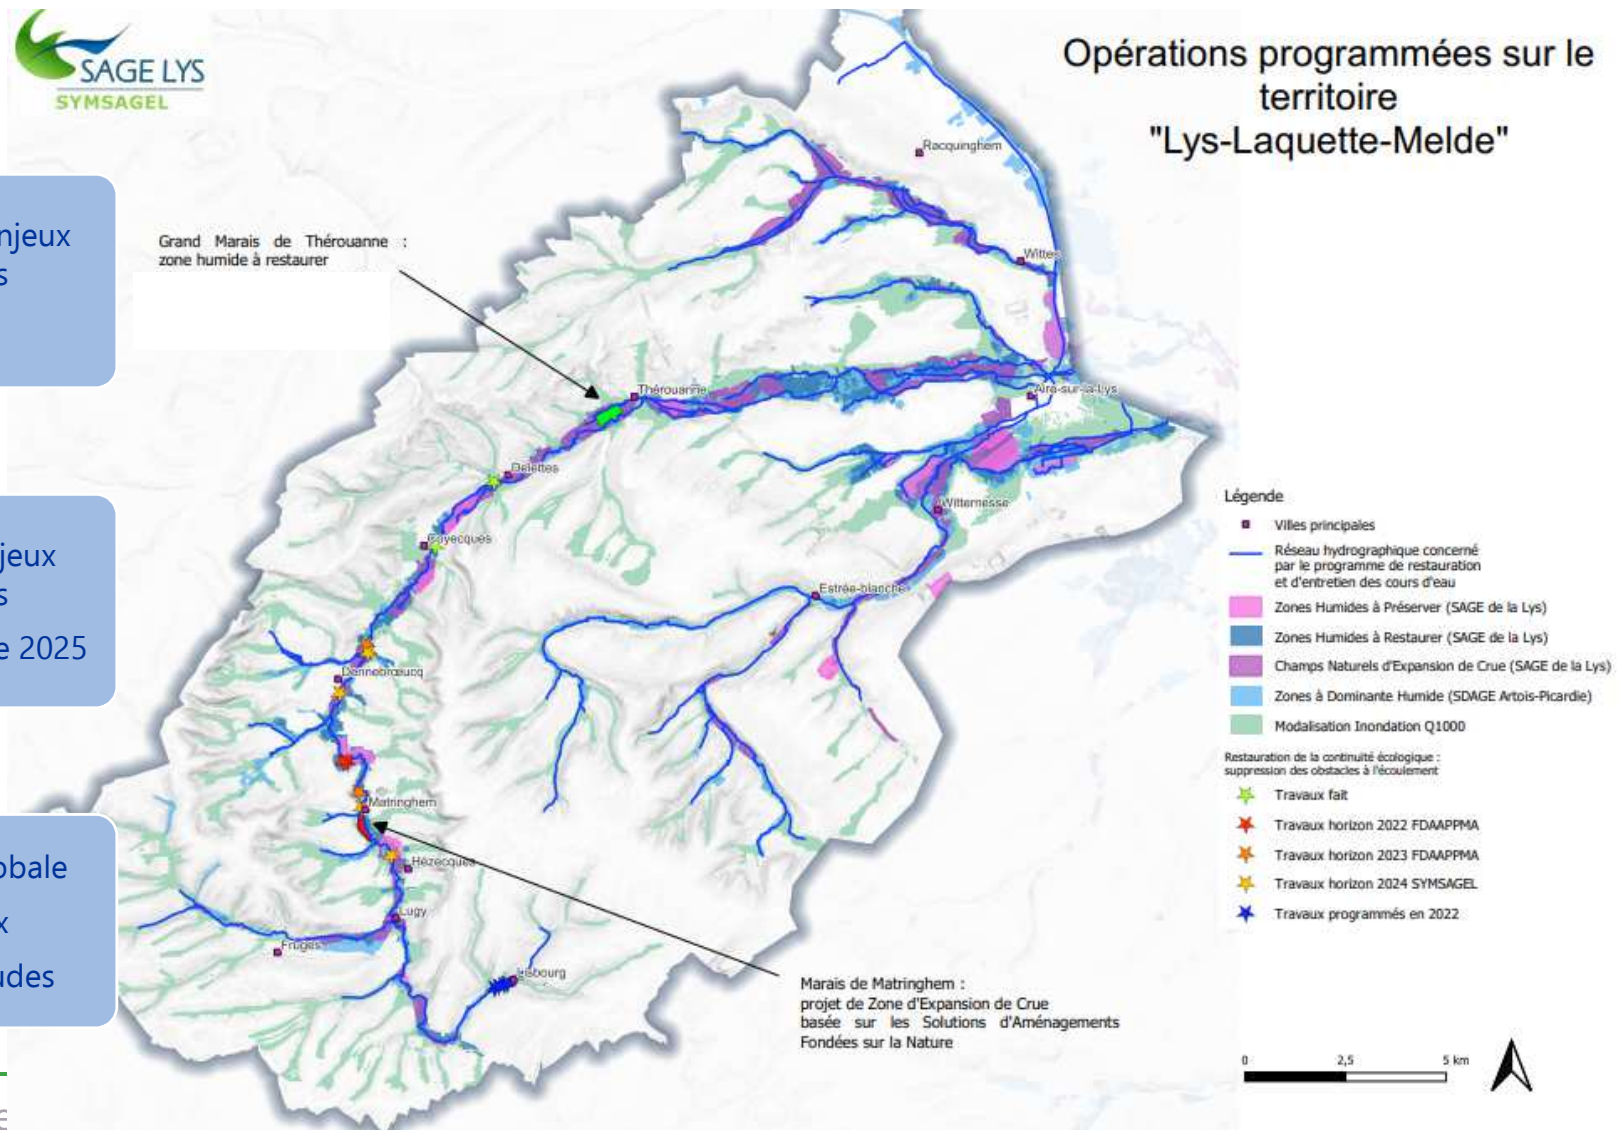 SAGE LYS
SYMSAGEL
Opérations programmées sur le
territoire
"Lys-Laquette-Melde"
njeux
s
jeux
s
e 2025
obale
x
udes
Grand Marais de Thérouanne :
zone humide à restaurer
Racquinghem
Wittes
Thérouanne
Aire-sur-la-Lys
Delettes
Witternesse
Coyecques
Estrée-blanche
Dennebrœucq
Matringhem
Hézecques
Lugy
Fruges
Lisbourg
Marais de Matringhem :
projet de Zone d'Expansion de Crue
basée sur les Solutions d'Aménagements
Fondées sur la Nature
Légende
Villes principales
Réseau hydrographique concerné
par le programme de restauration
et d'entretien des cours d'eau
Zones Humides à Préserver (SAGE de la Lys)
Zones Humides à Restaurer (SAGE de la Lys)
Champs Naturels d'Expansion de Crue (SAGE de la Lys)
Zones à Dominante Humide (SDAGE Artois-Picardie)
Modalisation Inondation Q1000
Restauration de la continuité écologique :
suppression des obstacles à l'écoulement
Travaux fait
Travaux horizon 2022 FDAAPPMA
Travaux horizon 2023 FDAAPPMA
Travaux horizon 2024 SYMSAGEL
Travaux programmés en 2022
0 2,5 5 km